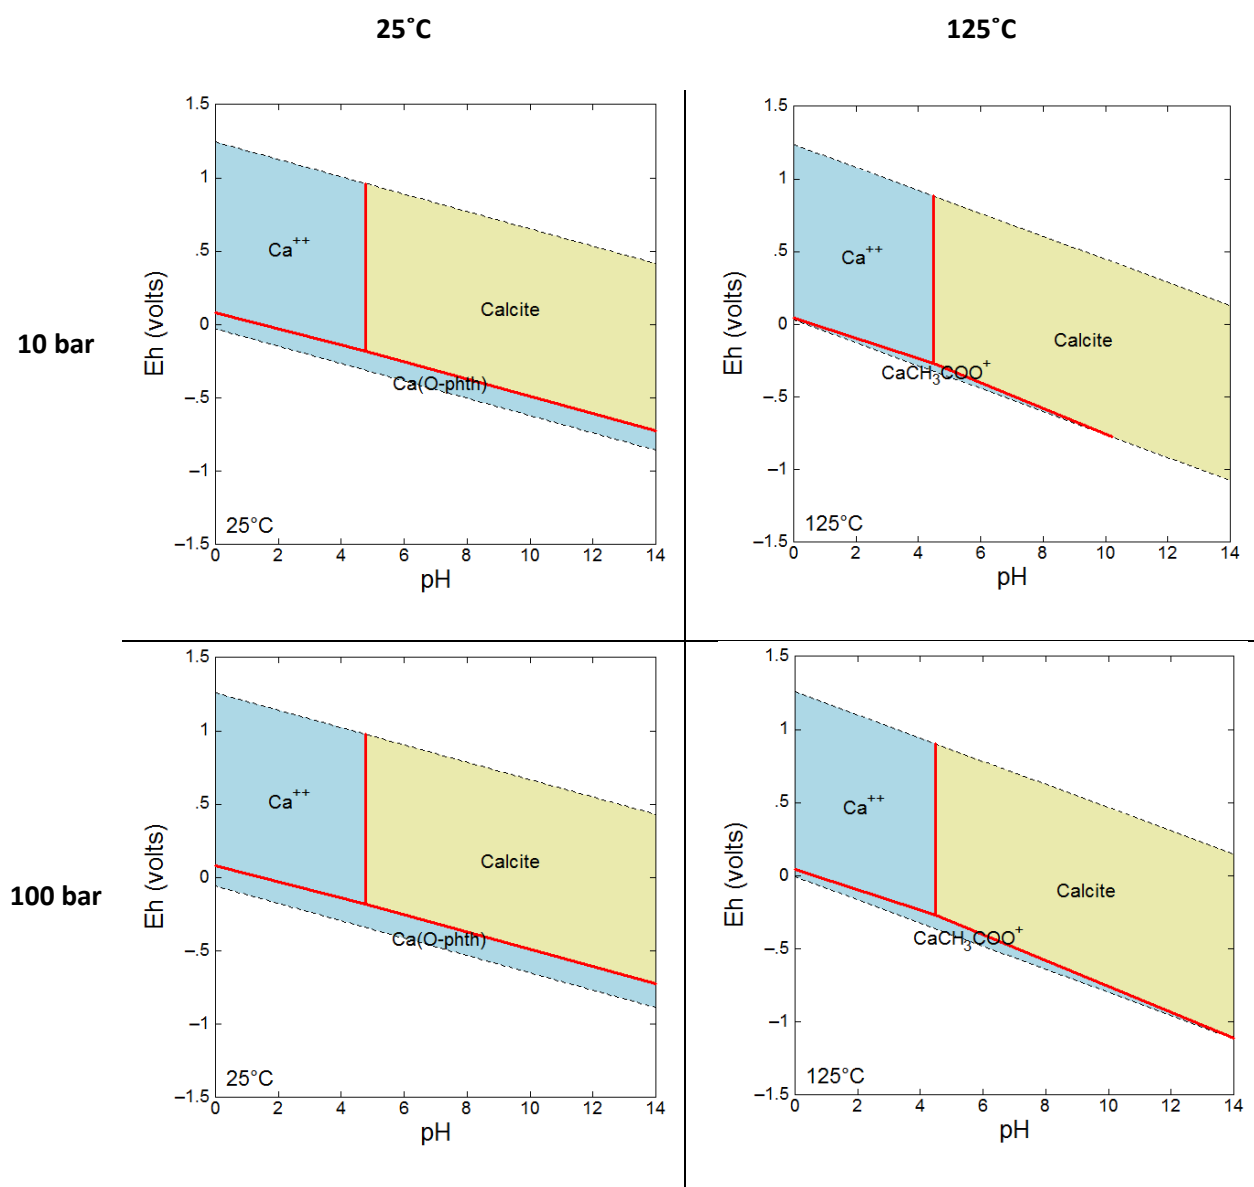 25˚C
125˚C
10 bar
1.5
1
.5
0
–.5
–1
–1.5
Eh (volts)
Ca++
Calcite
Ca(O-phth)
25°C
0 2 4 6 8 10 12 14
pH
1.5
1
.5
0
–.5
–1
–1.5
Eh (volts)
Ca++
Calcite
CaCH3COO+
125°C
0 2 4 6 8 10 12 14
pH
100 bar
1.5
1
.5
0
–.5
–1
–1.5
Eh (volts)
Ca++
Calcite
Ca(O-phth)
25°C
0 2 4 6 8 10 12 14
pH
1.5
1
.5
0
–.5
–1
–1.5
Eh (volts)
Ca++
Calcite
CaCH3COO+
125°C
0 2 4 6 8 10 12 14
pH